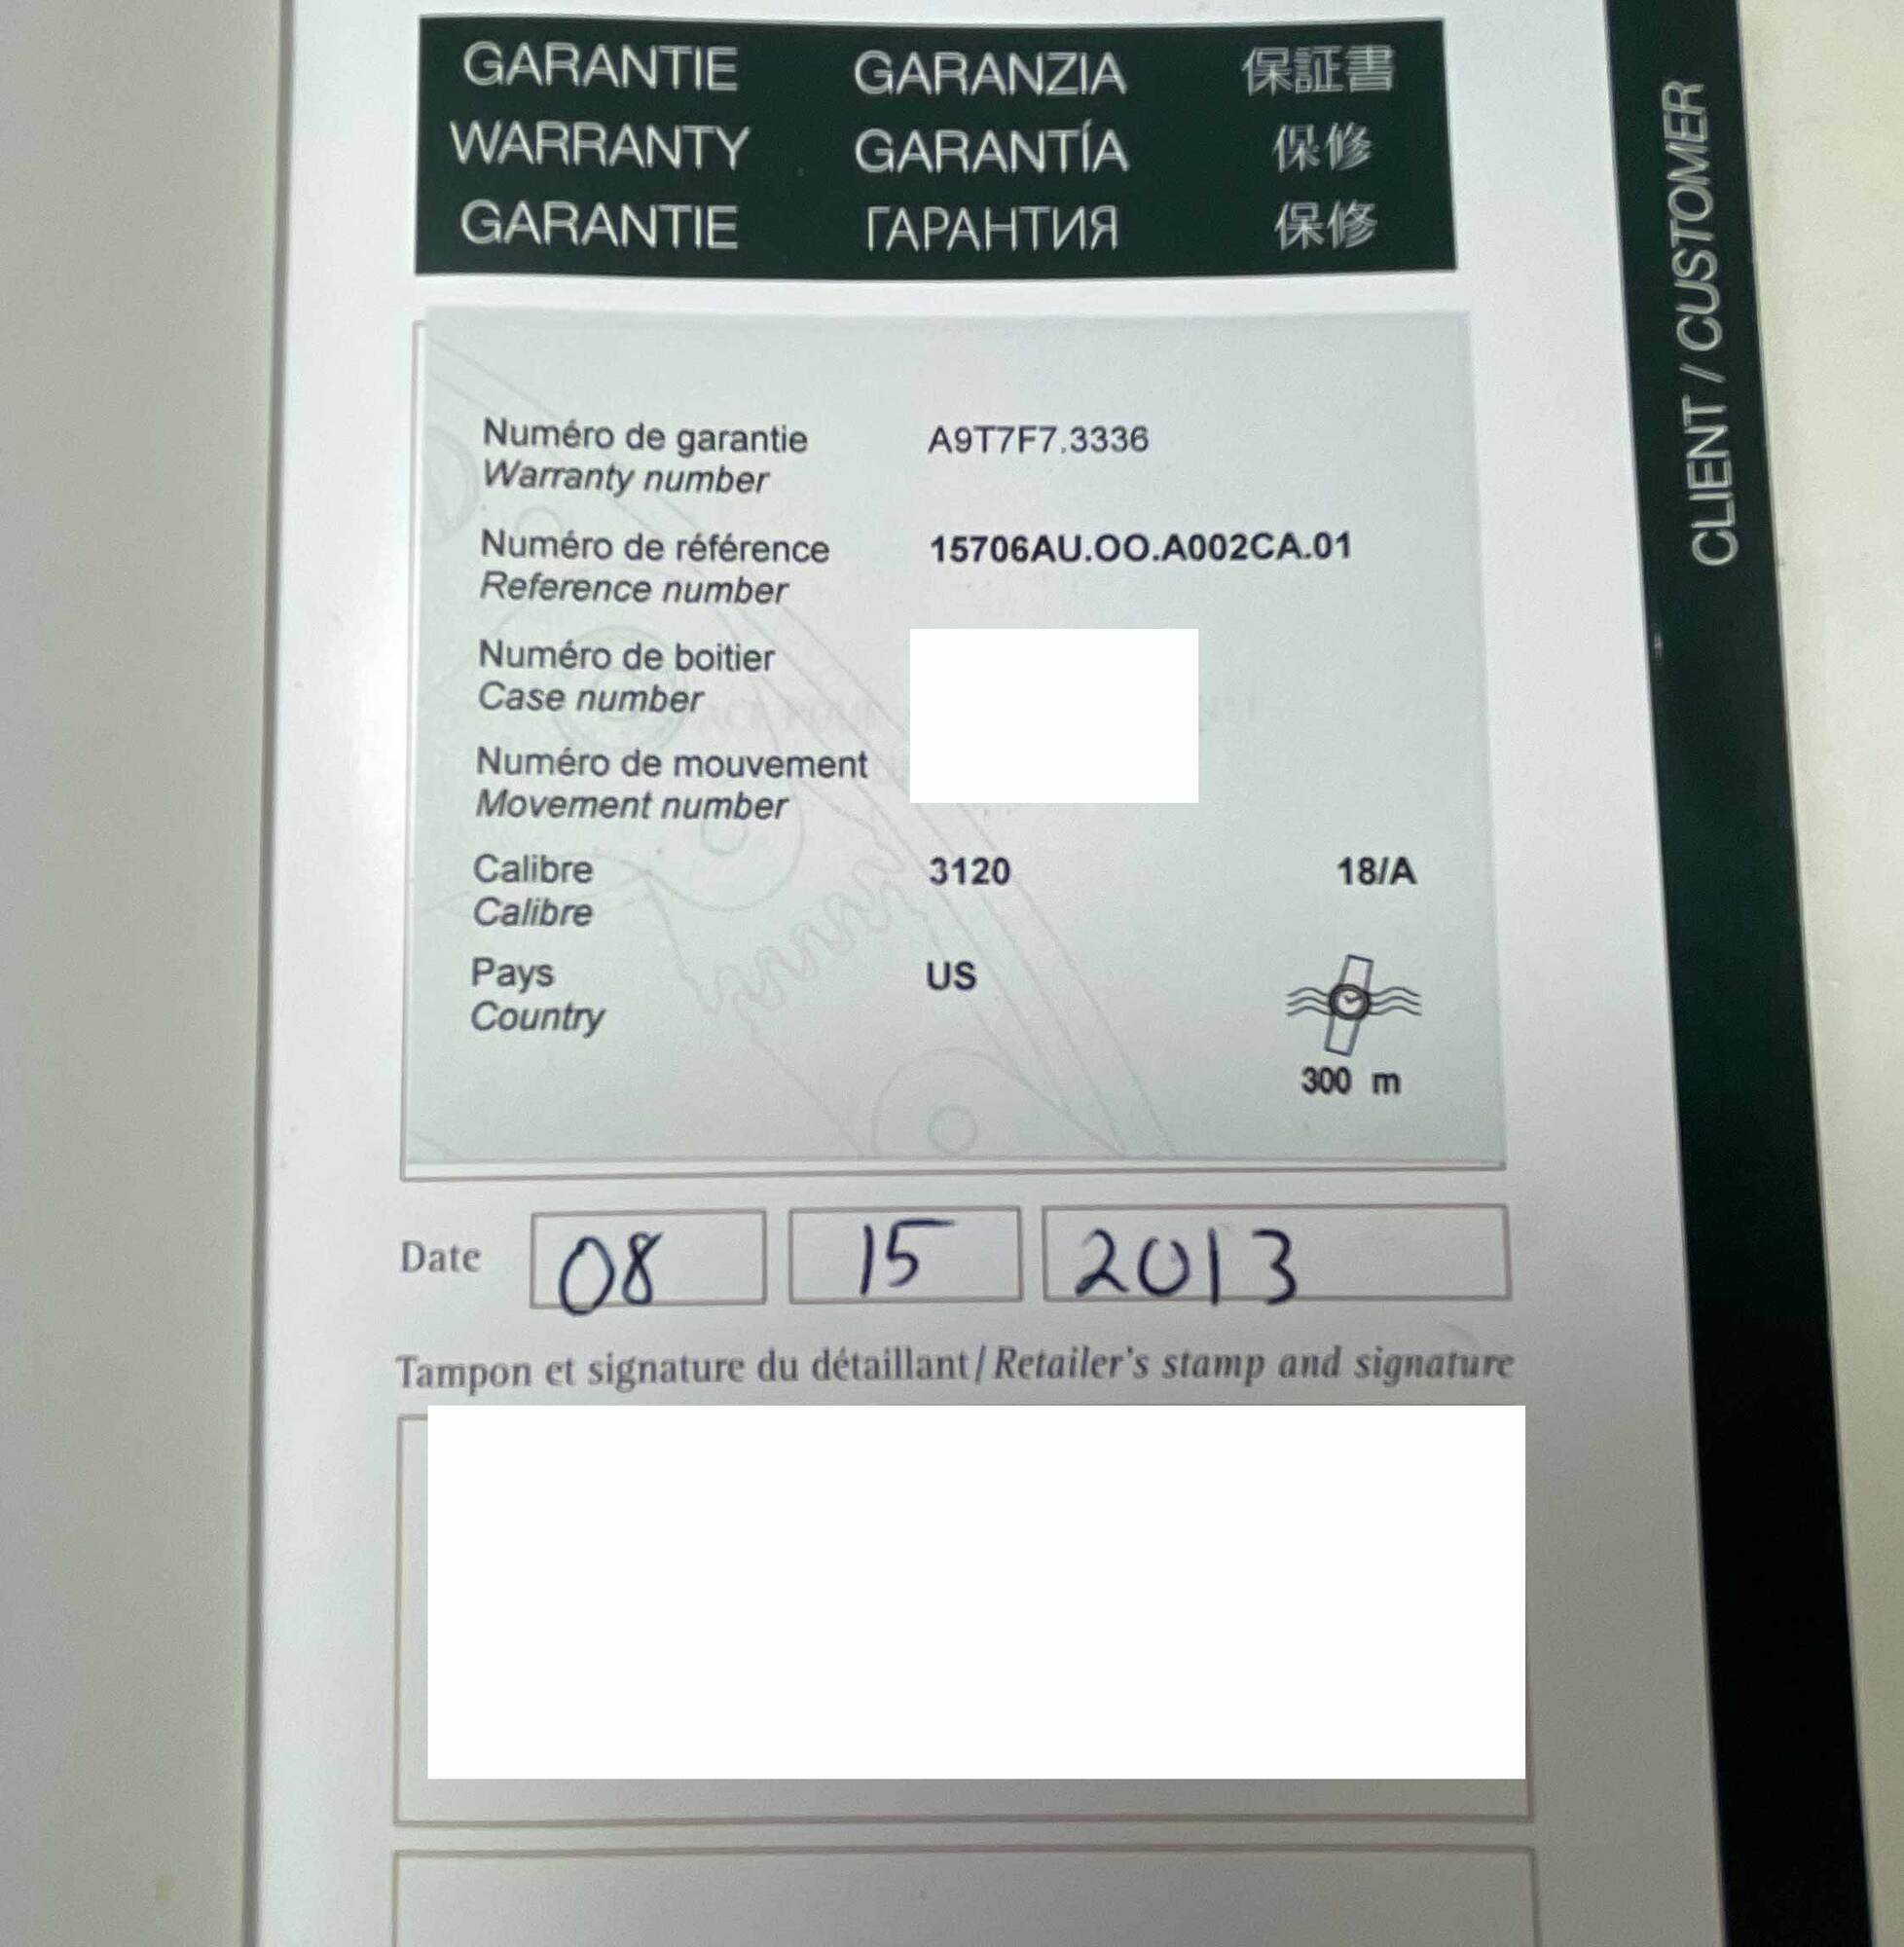 GARANTIE GARANZIA 保証書
WARRANTY GARANTÍA 保修
GARANTIE ГАРАНТИЯ 保修
CLIENT / CUSTOMER
Numéro de garantie A9T7F7.3336
Warranty number
Numéro de référence 15706AU.OO.A002CA.01
Reference number
Numéro de boitier
Case number
Numéro de mouvement
Movement number
Calibre 3120 18/A
Calibre
Pays US
Country
300 m
Date 08 15 2013
Tampon et signature du détaillant / Retailer's stamp and signature